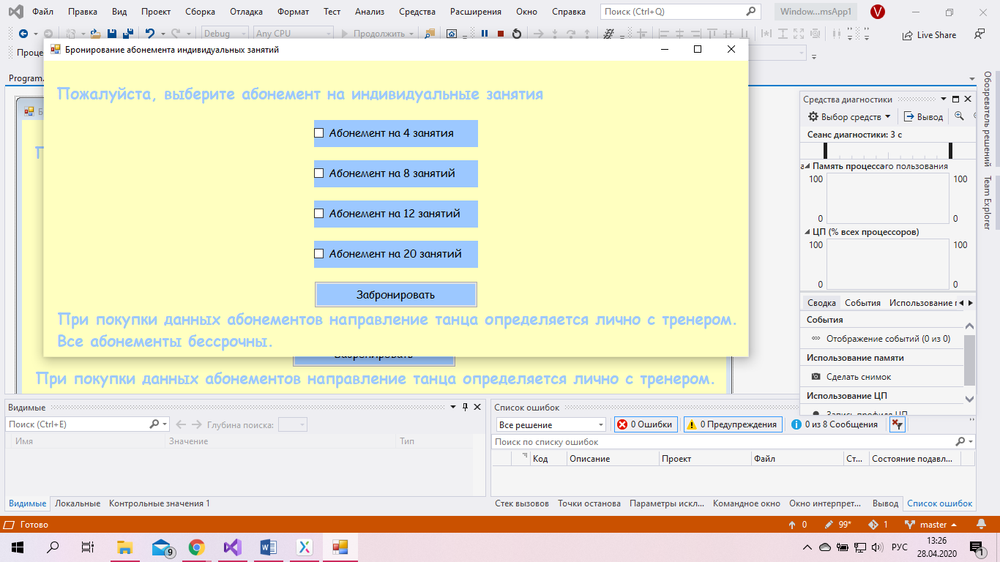 Файл Правка Вид Проект Сборка Отладка Формат Тест Анализ Средства Расширения Окно Справка Поиск (Ctrl+Q) Window...msApp1 V
Debug Any CPU Продолжить Live Share
Проце
Бронирование абонемента индивидуальных занятий
Program.
Пожалуйста, выберите абонемент на индивидуальные занятия
Абонемент на 4 занятия
Абонемент на 8 занятий
Абонемент на 12 занятий
Абонемент на 20 занятий
Забронировать
При покупки данных абонементов направление танца определяется лично с тренером.
Все абонементы бессрочны.
При покупки данных абонементов направление танца определяется лично с тренером.
Средства диагностики
Выбор средств Вывод
Сеанс диагностики: 3 с
Память процесса
100 100
0 0
ЦП (% всех процессоров)
100 100
0 0
Сводка События Использование
События
Отображение событий (0 из 0)
Использование памяти
Сделать снимок
Использование ЦП
Запись профиля ЦП
Обозреватель решений
Team Explorer
Видимые
Поиск (Ctrl+E) Глубина поиска:
Имя Значение Тип
Видимые Локальные Контрольные значения 1
Список ошибок
Все решение 0 Ошибки 0 Предупреждения 0 из 8 Сообщения
Поиск по списку ошибок
Код Описание Проект Файл Ст... Состояние подавл...
Стек вызовов Точки останова Параметры искл... Командное окно Окно интерпрет... Вывод Список ошибок
Готово 0 99* 1 master
9 РУС 13:26
28.04.2020 1